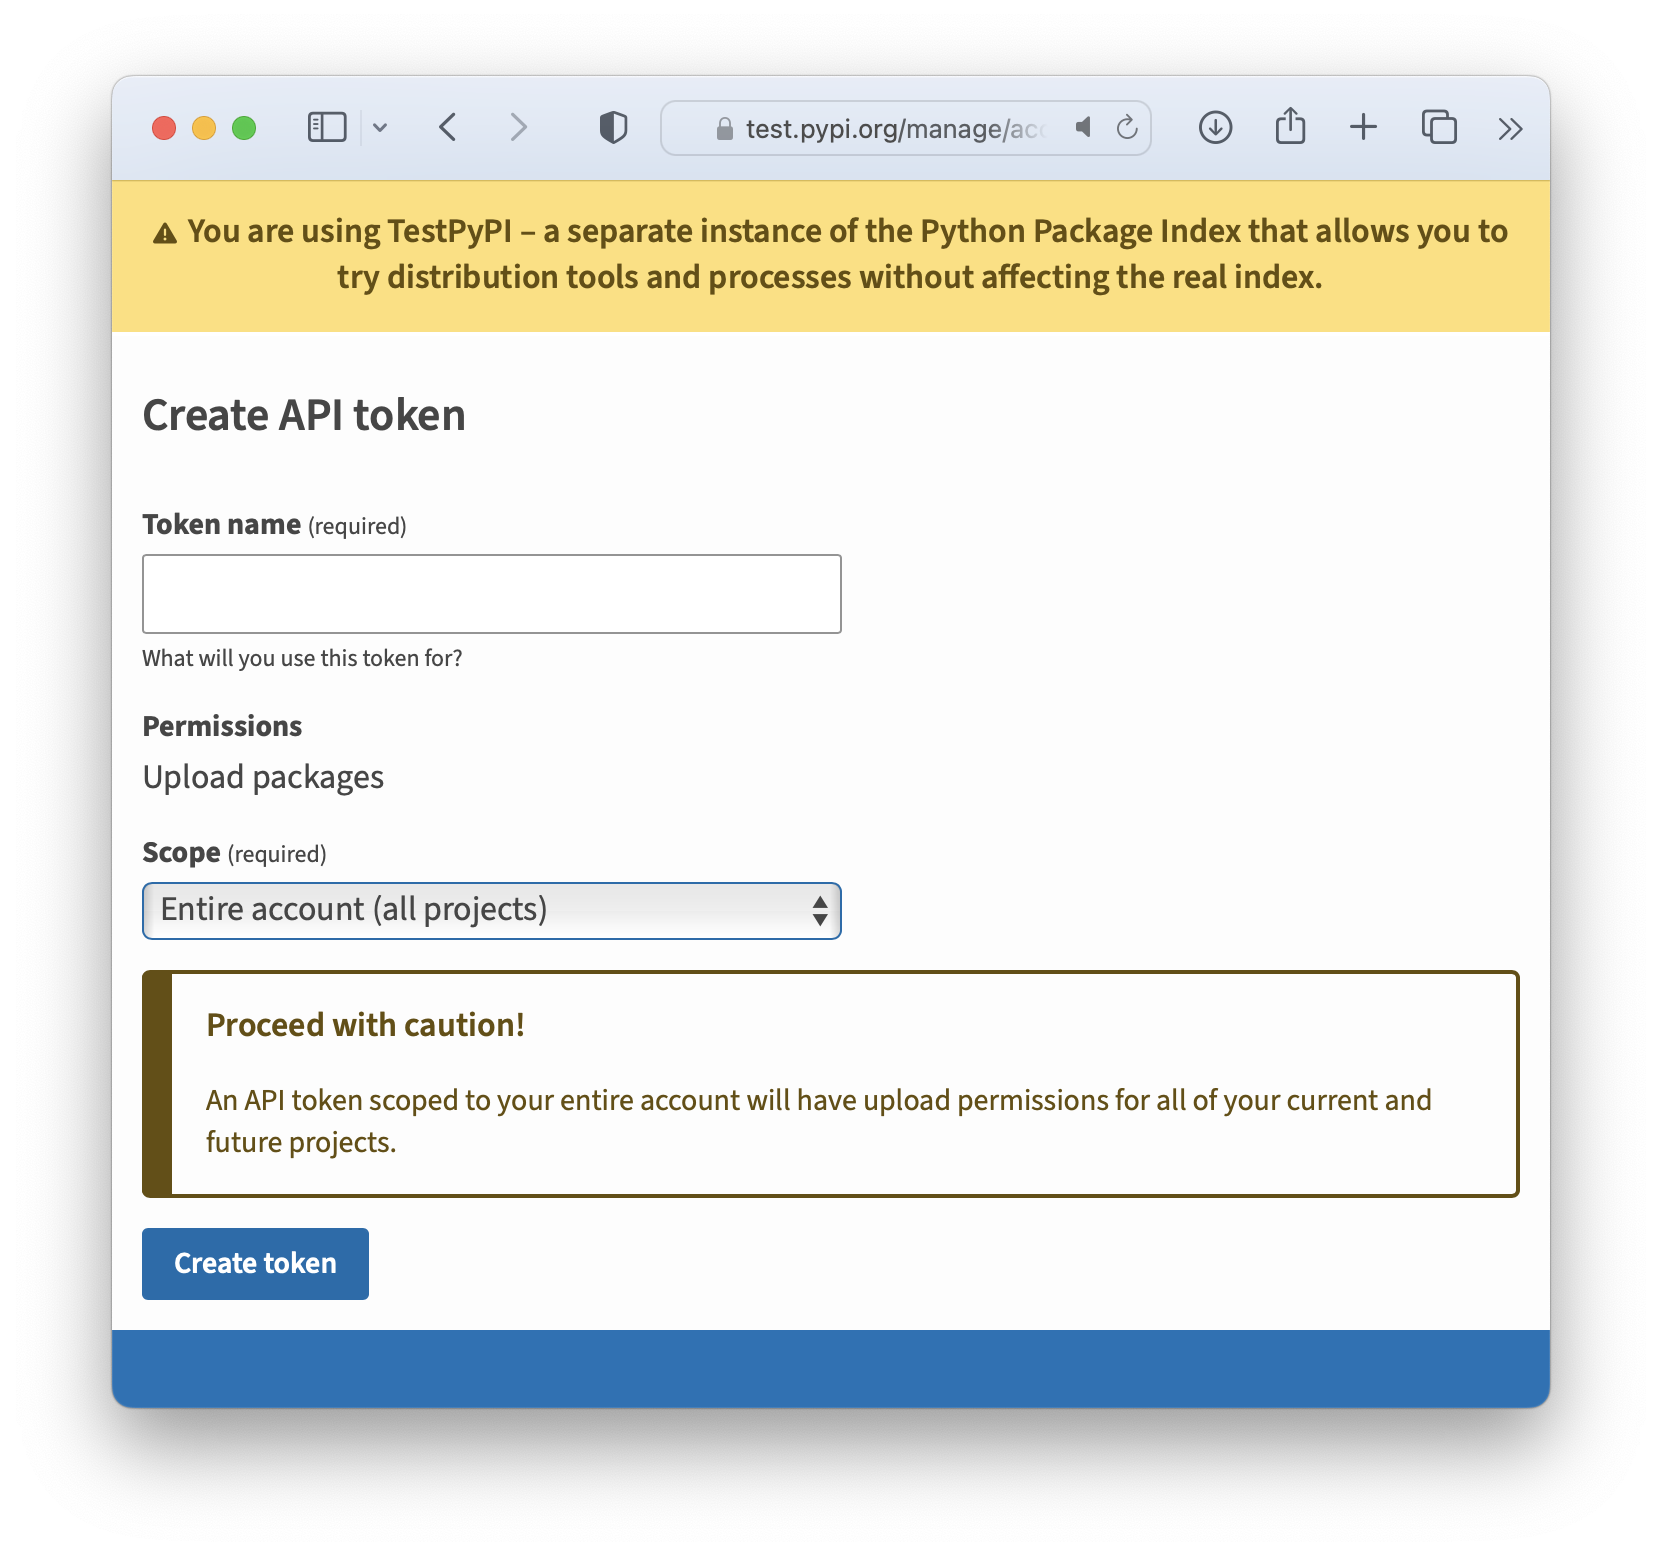 test.pypi.org/manage/acc
You are using TestPyPI – a separate instance of the Python Package Index that allows you to
try distribution tools and processes without affecting the real index.
Create API token
Token name (required)
What will you use this token for?
Permissions
Upload packages
Scope (required)
Entire account (all projects)
Proceed with caution!
An API token scoped to your entire account will have upload permissions for all of your current and
future projects.
Create token